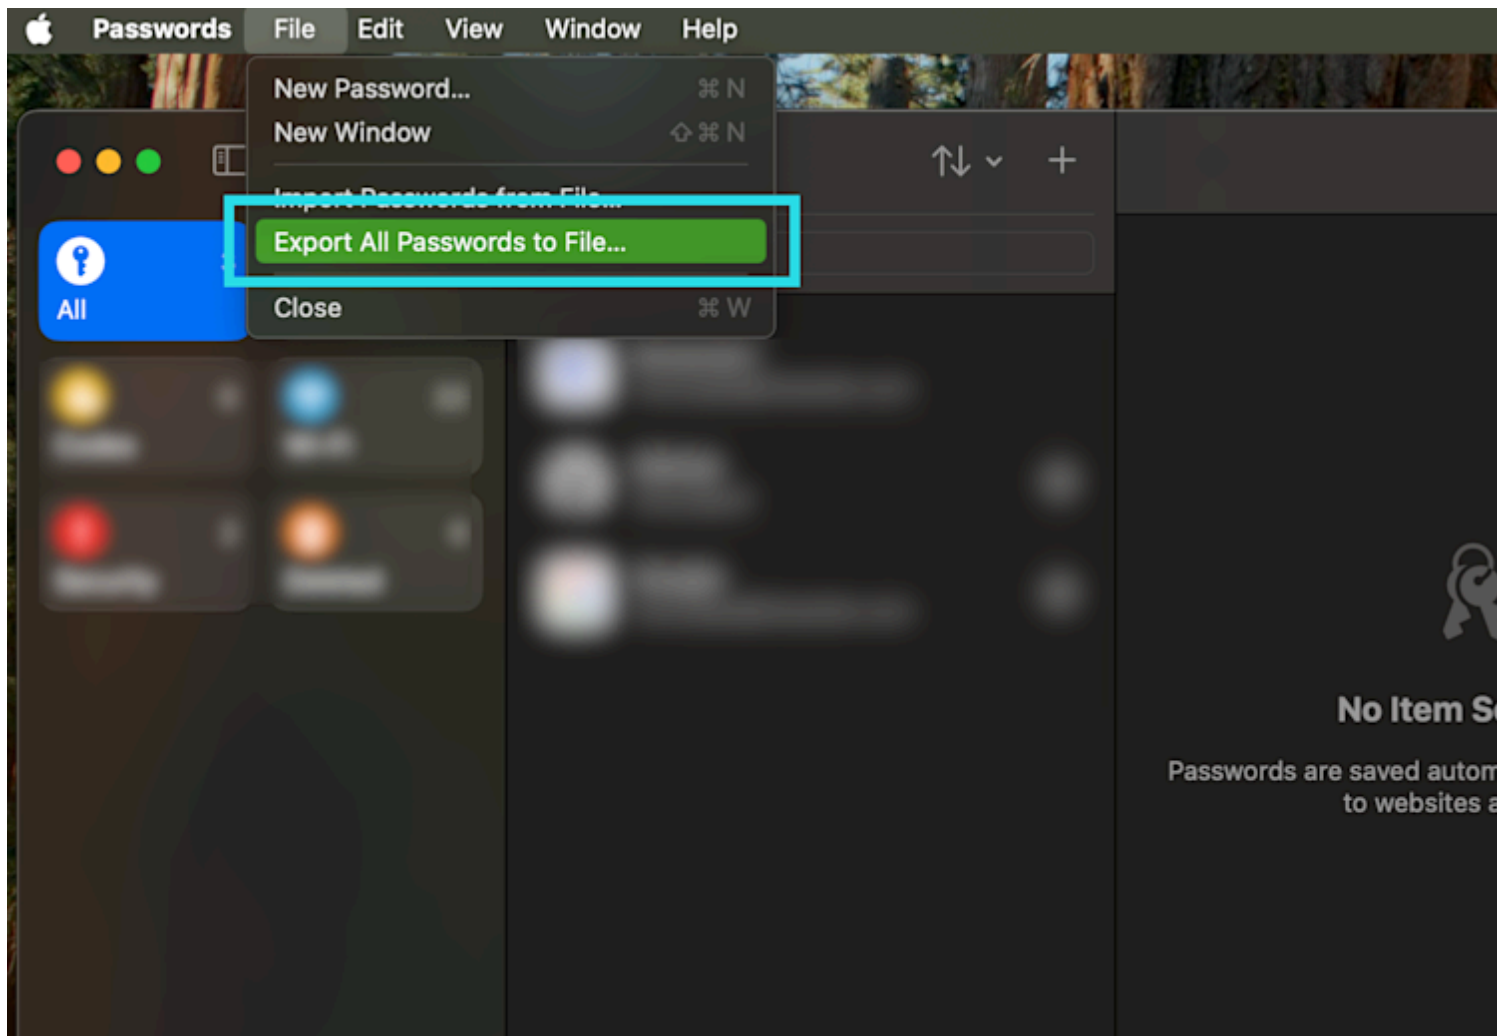 Passwords File Edit View Window Help
New Password... ⌘ N
New Window ⇧ ⌘ N
Import Passwords from File...
Export All Passwords to File...
Close ⌘ W
All
No Item
Passwords are saved
to websites